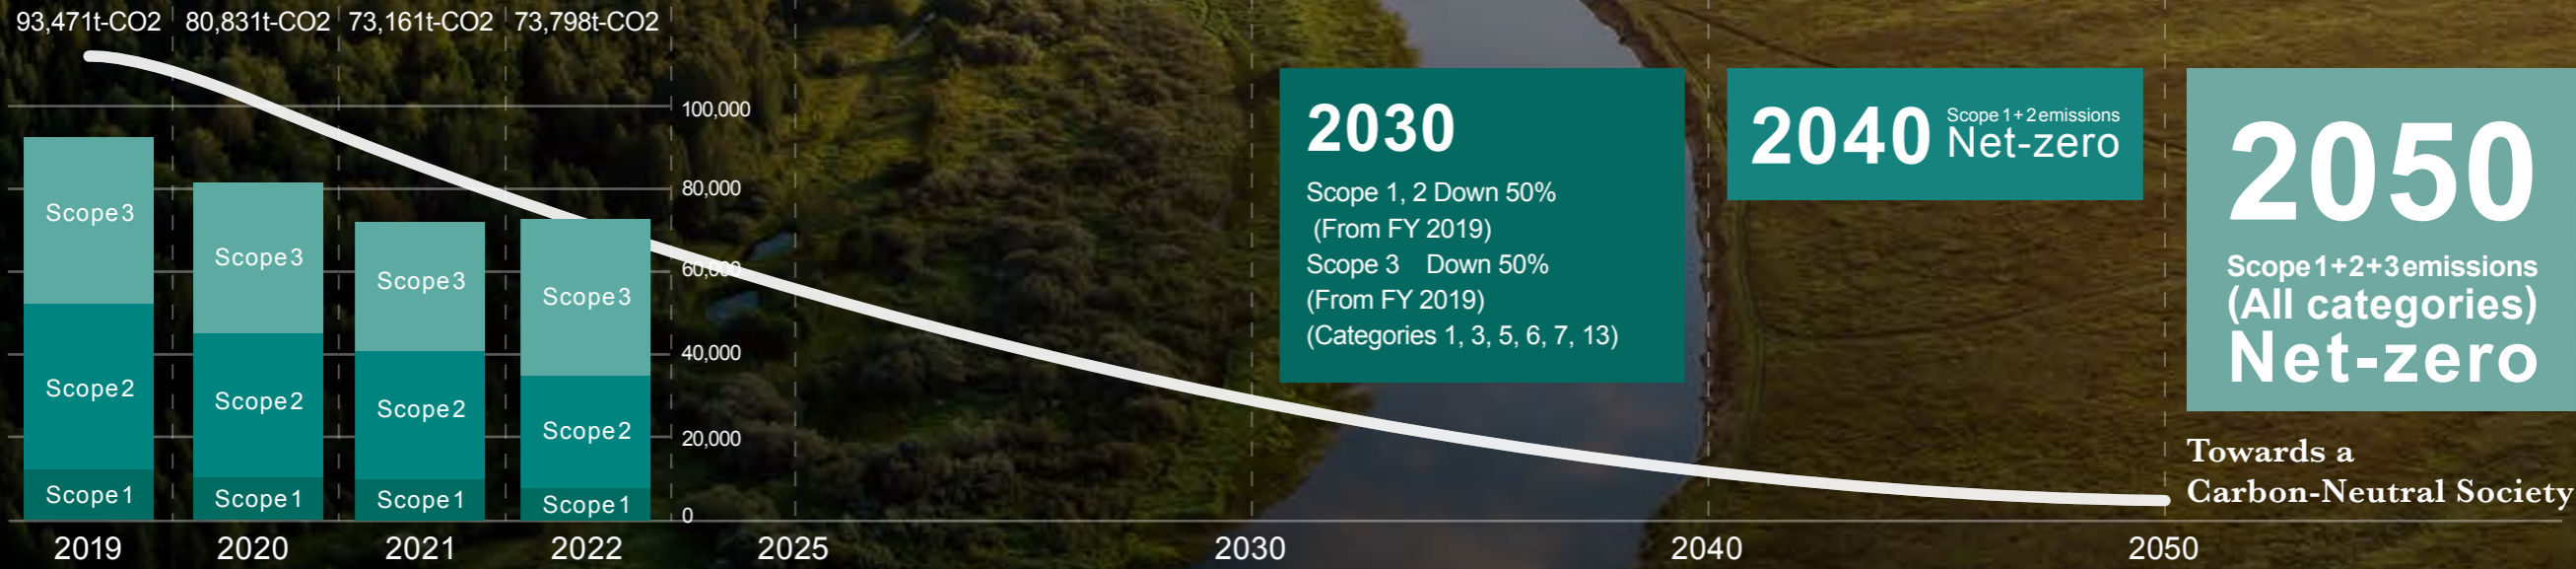 93,471t-CO2 80,831t-CO2 73,161t-CO2 73,798t-CO2
100,000
80,000
60,000
40,000
20,000
0
Scope3
Scope2
Scope1
Scope3
Scope2
Scope1
Scope3
Scope2
Scope1
Scope3
Scope2
Scope1
2030
Scope 1, 2 Down 50%
(From FY 2019)
Scope 3 Down 50%
(From FY 2019)
(Categories 1, 3, 5, 6, 7, 13)
2040 Scope 1+2 emissions
Net-zero
2050
Scope 1+2+3 emissions
(All categories)
Net-zero
Towards a
Carbon-Neutral Society
2019 2020 2021 2022 2025 2030 2040 2050